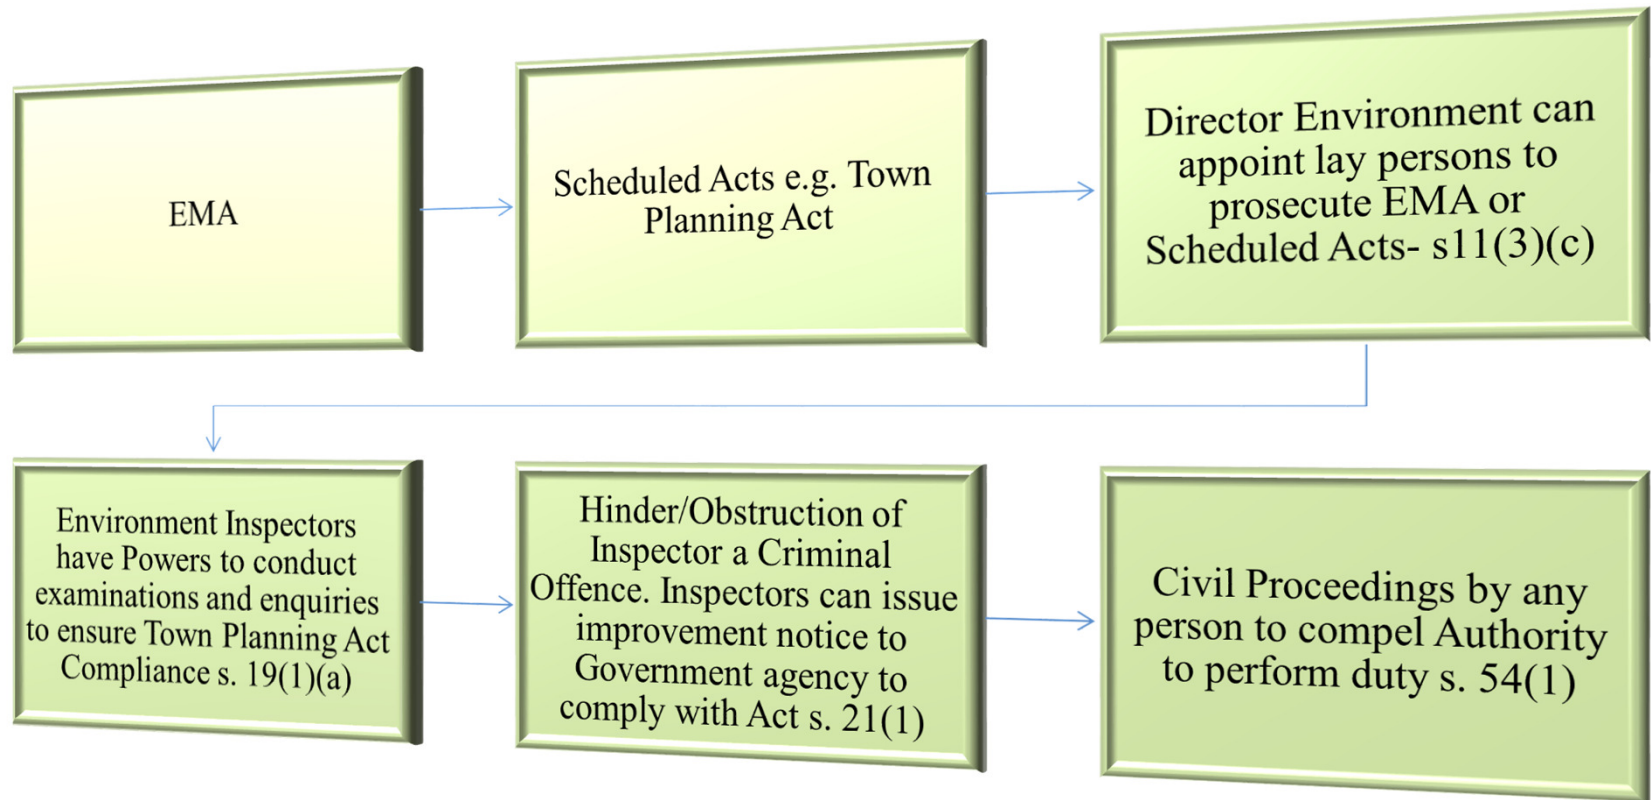 EMA
Scheduled Acts e.g. Town
Planning Act
Director Environment can
appoint lay persons to
prosecute EMA or
Scheduled Acts- s11(3)(c)
Environment Inspectors
have Powers to conduct
examinations and enquiries
to ensure Town Planning Act
Compliance s. 19(1)(a)
Hinder/Obstruction of
Inspector a Criminal
Offence. Inspectors can issue
improvement notice to
Government agency to
comply with Act s. 21(1)
Civil Proceedings by any
person to compel Authority
to perform duty s. 54(1)